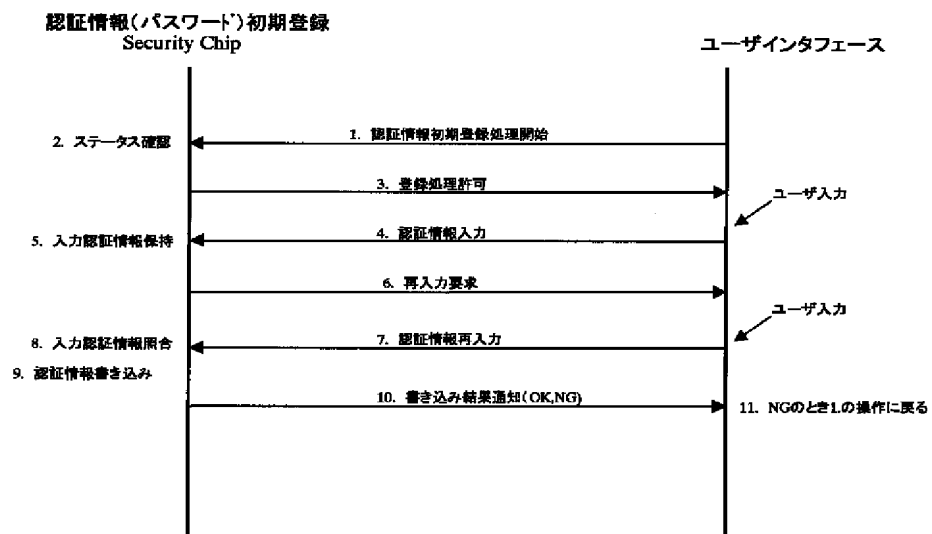 認証情報(パスワード)初期登録
Security Chip
ユーザインタフェース
1. 認証情報初期登録処理開始
2. ステータス確認
3. 登録処理許可
ユーザ入力
4. 認証情報入力
5. 入力認証情報保持
6. 再入力要求
ユーザ入力
7. 認証情報再入力
8. 入力認証情報照合
9. 認証情報書き込み
10. 書き込み結果通知(OK,NG)
11. NGのとき1.の操作に戻る